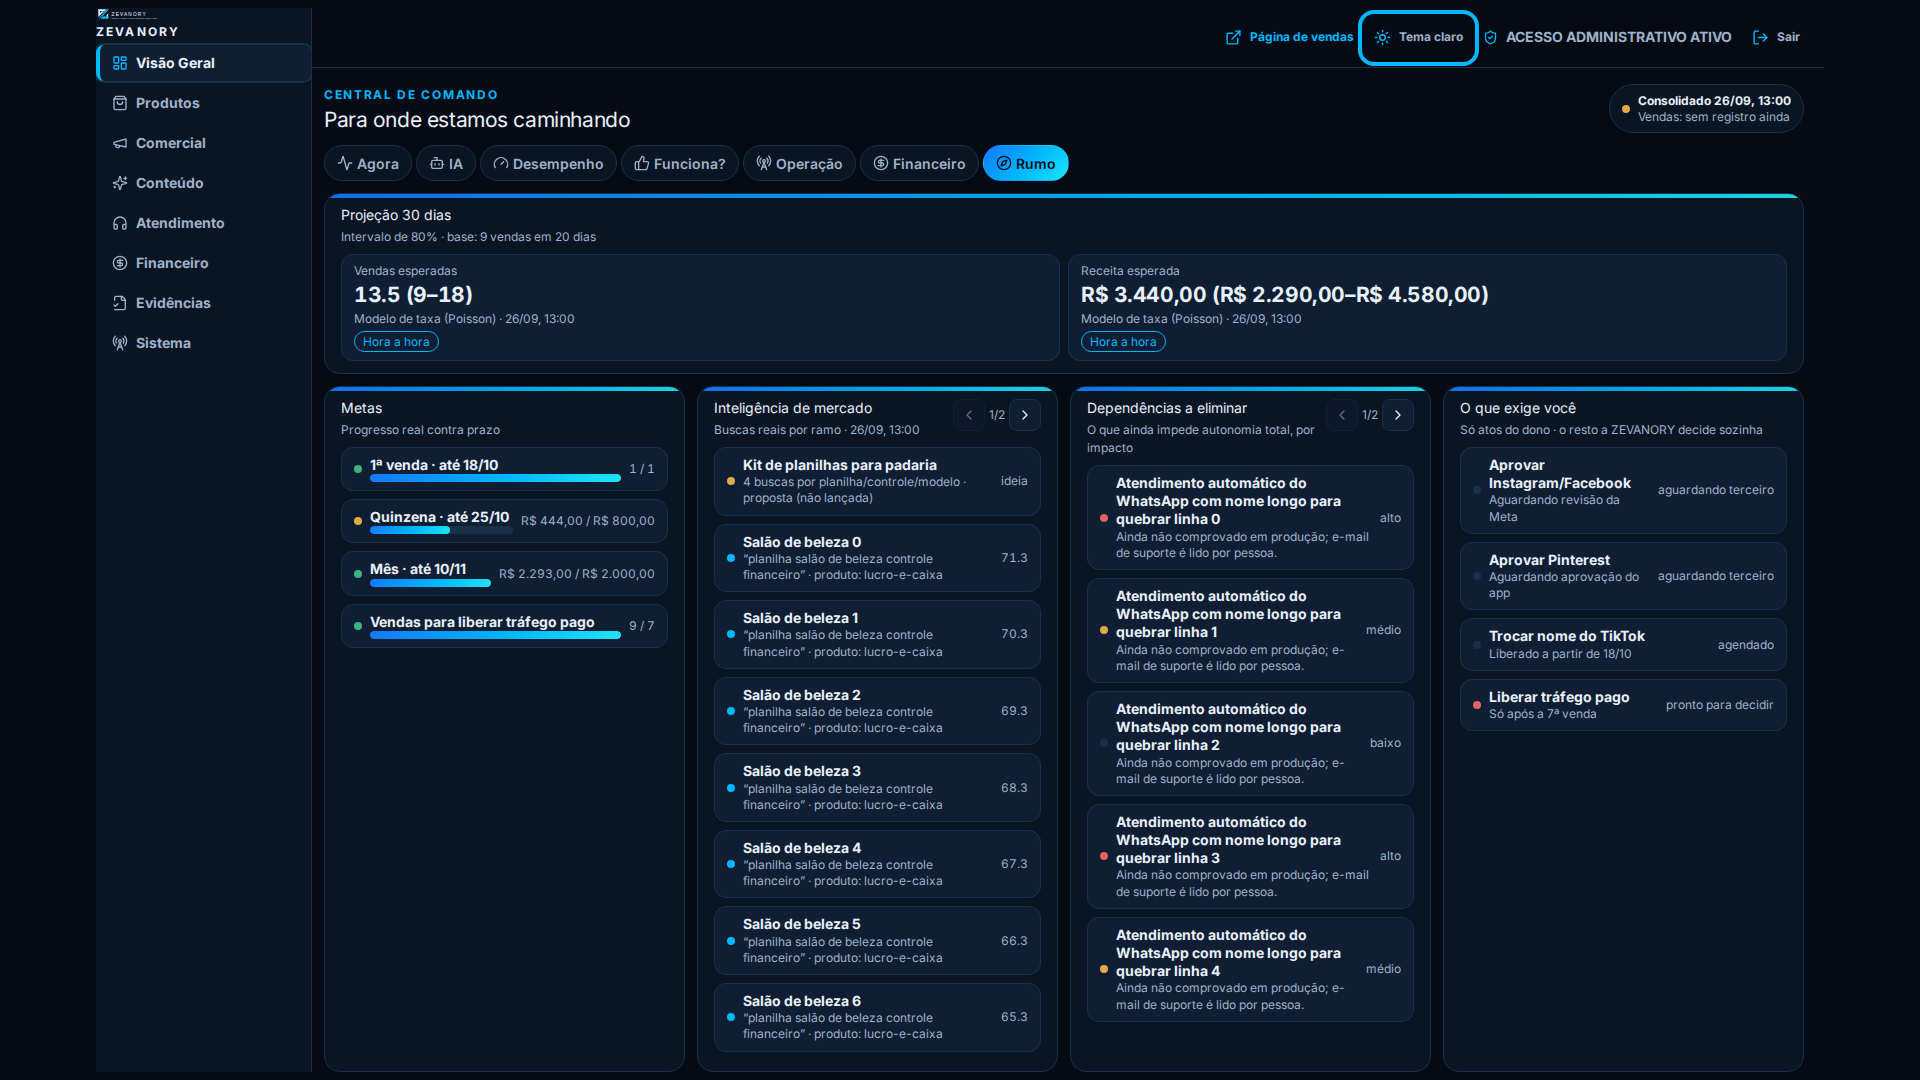 ZEVANORY
ZEVANORY
Visão Geral
Produtos
Comercial
Conteúdo
Atendimento
Financeiro
Evidências
Sistema
Página de vendas
Tema claro
ACESSO ADMINISTRATIVO ATIVO
Sair
CENTRAL DE COMANDO
Para onde estamos caminhando
Consolidado 26/09, 13:00
Vendas: sem registro ainda
Agora
IA
Desempenho
Funciona?
Operação
Financeiro
Rumo
Projeção 30 dias
Intervalo de 80% · base: 9 vendas em 20 dias
Vendas esperadas
13.5 (9–18)
Modelo de taxa (Poisson) · 26/09, 13:00
Hora a hora
Receita esperada
R$ 3.440,00 (R$ 2.290,00–R$ 4.580,00)
Modelo de taxa (Poisson) · 26/09, 13:00
Hora a hora
Metas
Progresso real contra prazo
1ª venda · até 18/10
1 / 1
Quinzena · até 25/10
R$ 444,00 / R$ 800,00
Mês · até 10/11
R$ 2.293,00 / R$ 2.000,00
Vendas para liberar tráfego pago
9 / 7
Inteligência de mercado
1/2
Buscas reais por ramo · 26/09, 13:00
Kit de planilhas para padaria
4 buscas por planilha/controle/modelo ·
proposta (não lançada)
ideia
Salão de beleza 0
“planilha salão de beleza controle
financeiro” · produto: lucro-e-caixa
71.3
Salão de beleza 1
“planilha salão de beleza controle
financeiro” · produto: lucro-e-caixa
70.3
Salão de beleza 2
“planilha salão de beleza controle
financeiro” · produto: lucro-e-caixa
69.3
Salão de beleza 3
“planilha salão de beleza controle
financeiro” · produto: lucro-e-caixa
68.3
Salão de beleza 4
“planilha salão de beleza controle
financeiro” · produto: lucro-e-caixa
67.3
Salão de beleza 5
“planilha salão de beleza controle
financeiro” · produto: lucro-e-caixa
66.3
Salão de beleza 6
“planilha salão de beleza controle
financeiro” · produto: lucro-e-caixa
65.3
Dependências a eliminar
1/2
O que ainda impede autonomia total, por
impacto
Atendimento automático do
WhatsApp com nome longo para
quebrar linha 0
Ainda não comprovado em produção; e-mail
de suporte é lido por pessoa.
alto
Atendimento automático do
WhatsApp com nome longo para
quebrar linha 1
Ainda não comprovado em produção; e-
mail de suporte é lido por pessoa.
médio
Atendimento automático do
WhatsApp com nome longo para
quebrar linha 2
Ainda não comprovado em produção; e-
mail de suporte é lido por pessoa.
baixo
Atendimento automático do
WhatsApp com nome longo para
quebrar linha 3
Ainda não comprovado em produção; e-mail
de suporte é lido por pessoa.
alto
Atendimento automático do
WhatsApp com nome longo para
quebrar linha 4
Ainda não comprovado em produção; e-
mail de suporte é lido por pessoa.
médio
O que exige você
Só atos do dono · o resto a ZEVANORY decide sozinha
Aprovar
Instagram/Facebook
Aguardando revisão da
Meta
aguardando terceiro
Aprovar Pinterest
Aguardando aprovação do
app
aguardando terceiro
Trocar nome do TikTok
Liberado a partir de 18/10
agendado
Liberar tráfego pago
Só após a 7ª venda
pronto para decidir